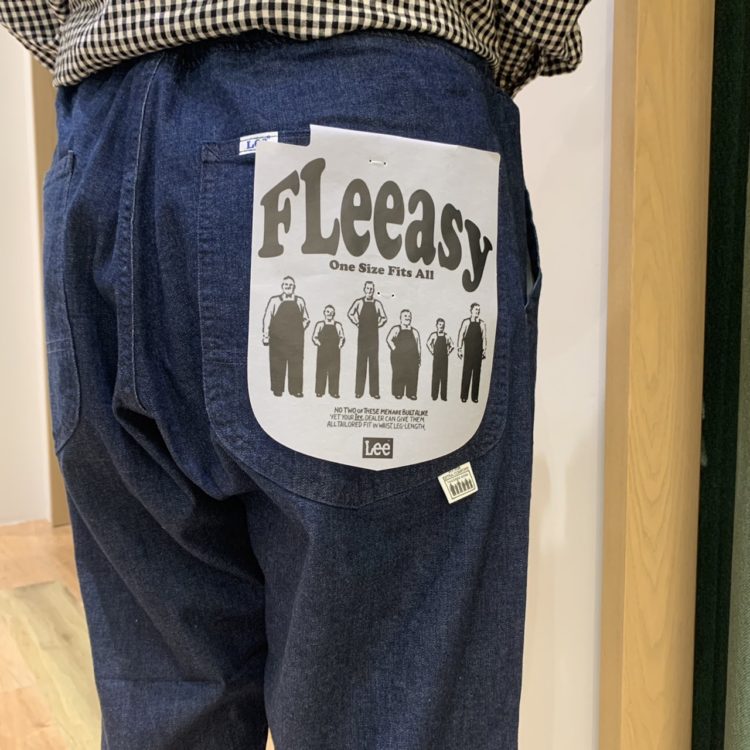 Lee
FLeeasy
One Size Fits All
NO TWO OF THESE MEN ARE BUILT ALIKE
YET YOUR Lee DEALER CAN GIVE THEM
ALL TAILORED FIT IN WAIST, LEG-LENGTH,
Lee